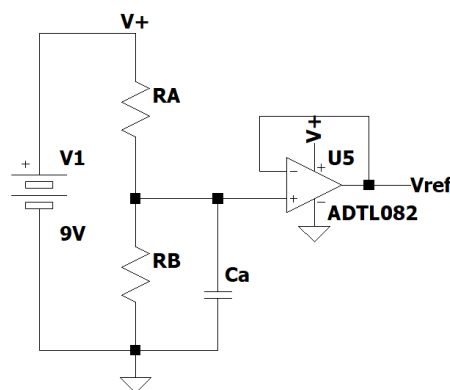 V+
RA
V+
U5
V1
Vref
ADTL082
9V
RB
Ca